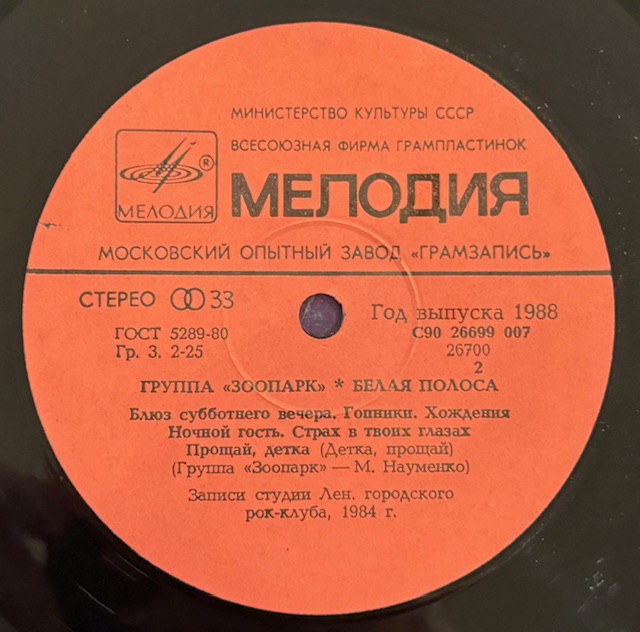 МИНИСТЕРСТВО КУЛЬТУРЫ СССР
ВСЕСОЮЗНАЯ ФИРМА ГРАМПЛАСТИНОК
®
МЕЛОДИЯ
МЕЛОДИЯ
МОСКОВСКИЙ ОПЫТНЫЙ ЗАВОД «ГРАМЗАПИСЬ»
СТЕРЕО 33
Год выпуска 1988
ГОСТ 5289-80
С90 26699 007
Гр. 3. 2-25
26700
2
ГРУППА «ЗООПАРК» * БЕЛАЯ ПОЛОСА
Блюз субботнего вечера. Гопники. Хождения
Ночной гость. Страх в твоих глазах
Прощай, детка (Детка, прощай)
(Группа «Зоопарк» — М. Науменко)
Записи студии Лен. городского
рок-клуба, 1984 г.